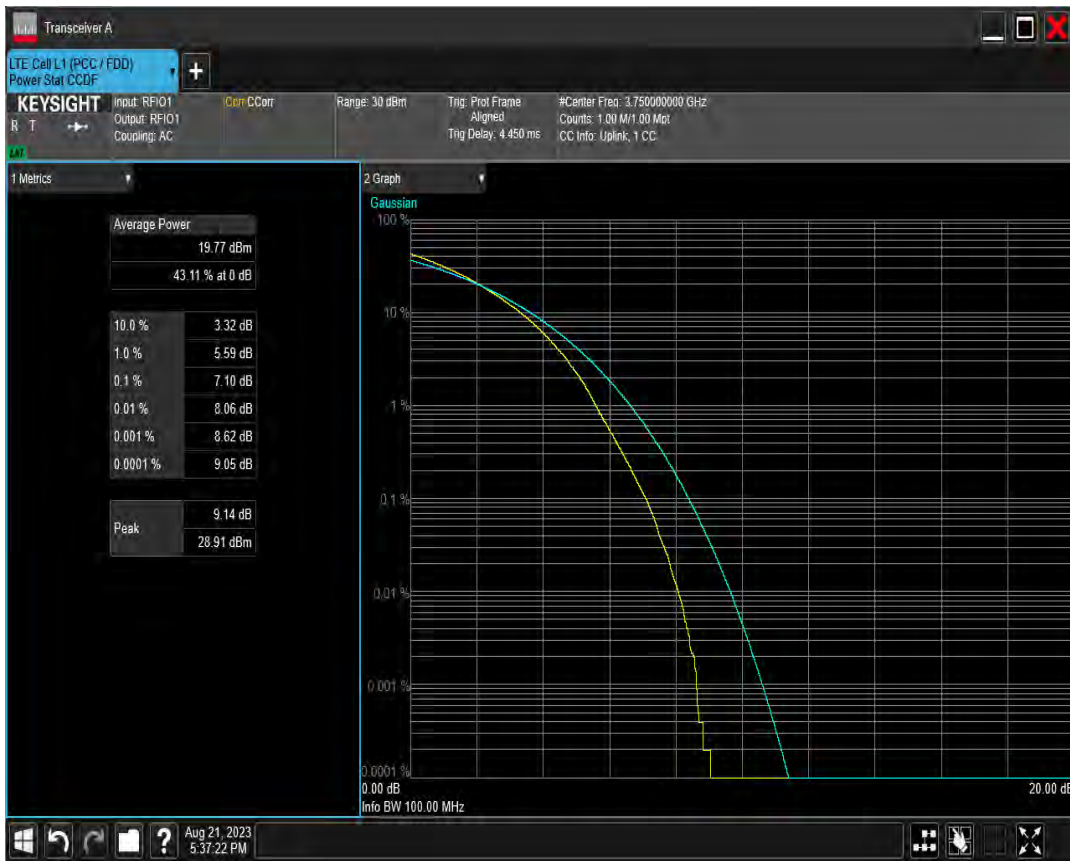 Transceiver A
LTE Cell L1 (PCC / FDD)
Power Stat CCDF
+
KEYSIGHT
R T
LAT
Input: RFIO1
Output: RFIO1
Coupling: AC
Corr CCorr
Range: 30 dBm
Trig: Prot Frame
Aligned
Trig Delay: 4.450 ms
#Center Freq: 3.750000000 GHz
Counts: 1.00 M/1.00 Mpt
CC Info: Uplink, 1 CC
1 Metrics
Average Power
19.77 dBm
43.11 % at 0 dB
10.0 % 3.32 dB
1.0 % 5.59 dB
0.1 % 7.10 dB
0.01 % 8.06 dB
0.001 % 8.62 dB
0.0001 % 9.05 dB
Peak
9.14 dB
28.91 dBm
2 Graph
Gaussian
100 %
10 %
1 %
0.1 %
0.01 %
0.001 %
0.0001 %
0.00 dB
20.00 dB
Info BW 100.00 MHz
?
Aug 21, 2023
5:37:22 PM